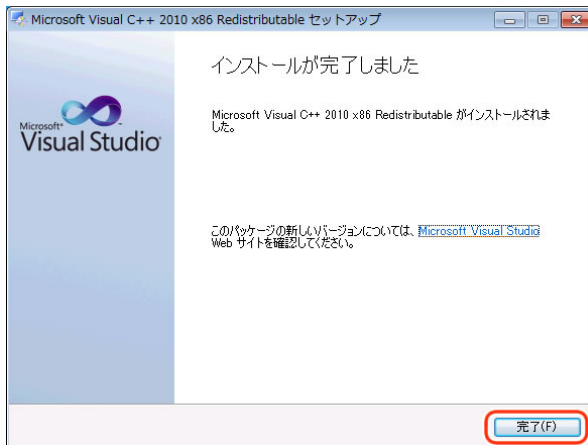 Microsoft Visual C++ 2010 x86 Redistributable セットアップ
インストールが完了しました
Microsoft Visual C++ 2010 x86 Redistributable がインストールされま
した。
Microsoft®
Visual Studio®
このパッケージの新しいバージョンについては、Microsoft Visual Studio
Web サイトを確認してください。
完了(F)